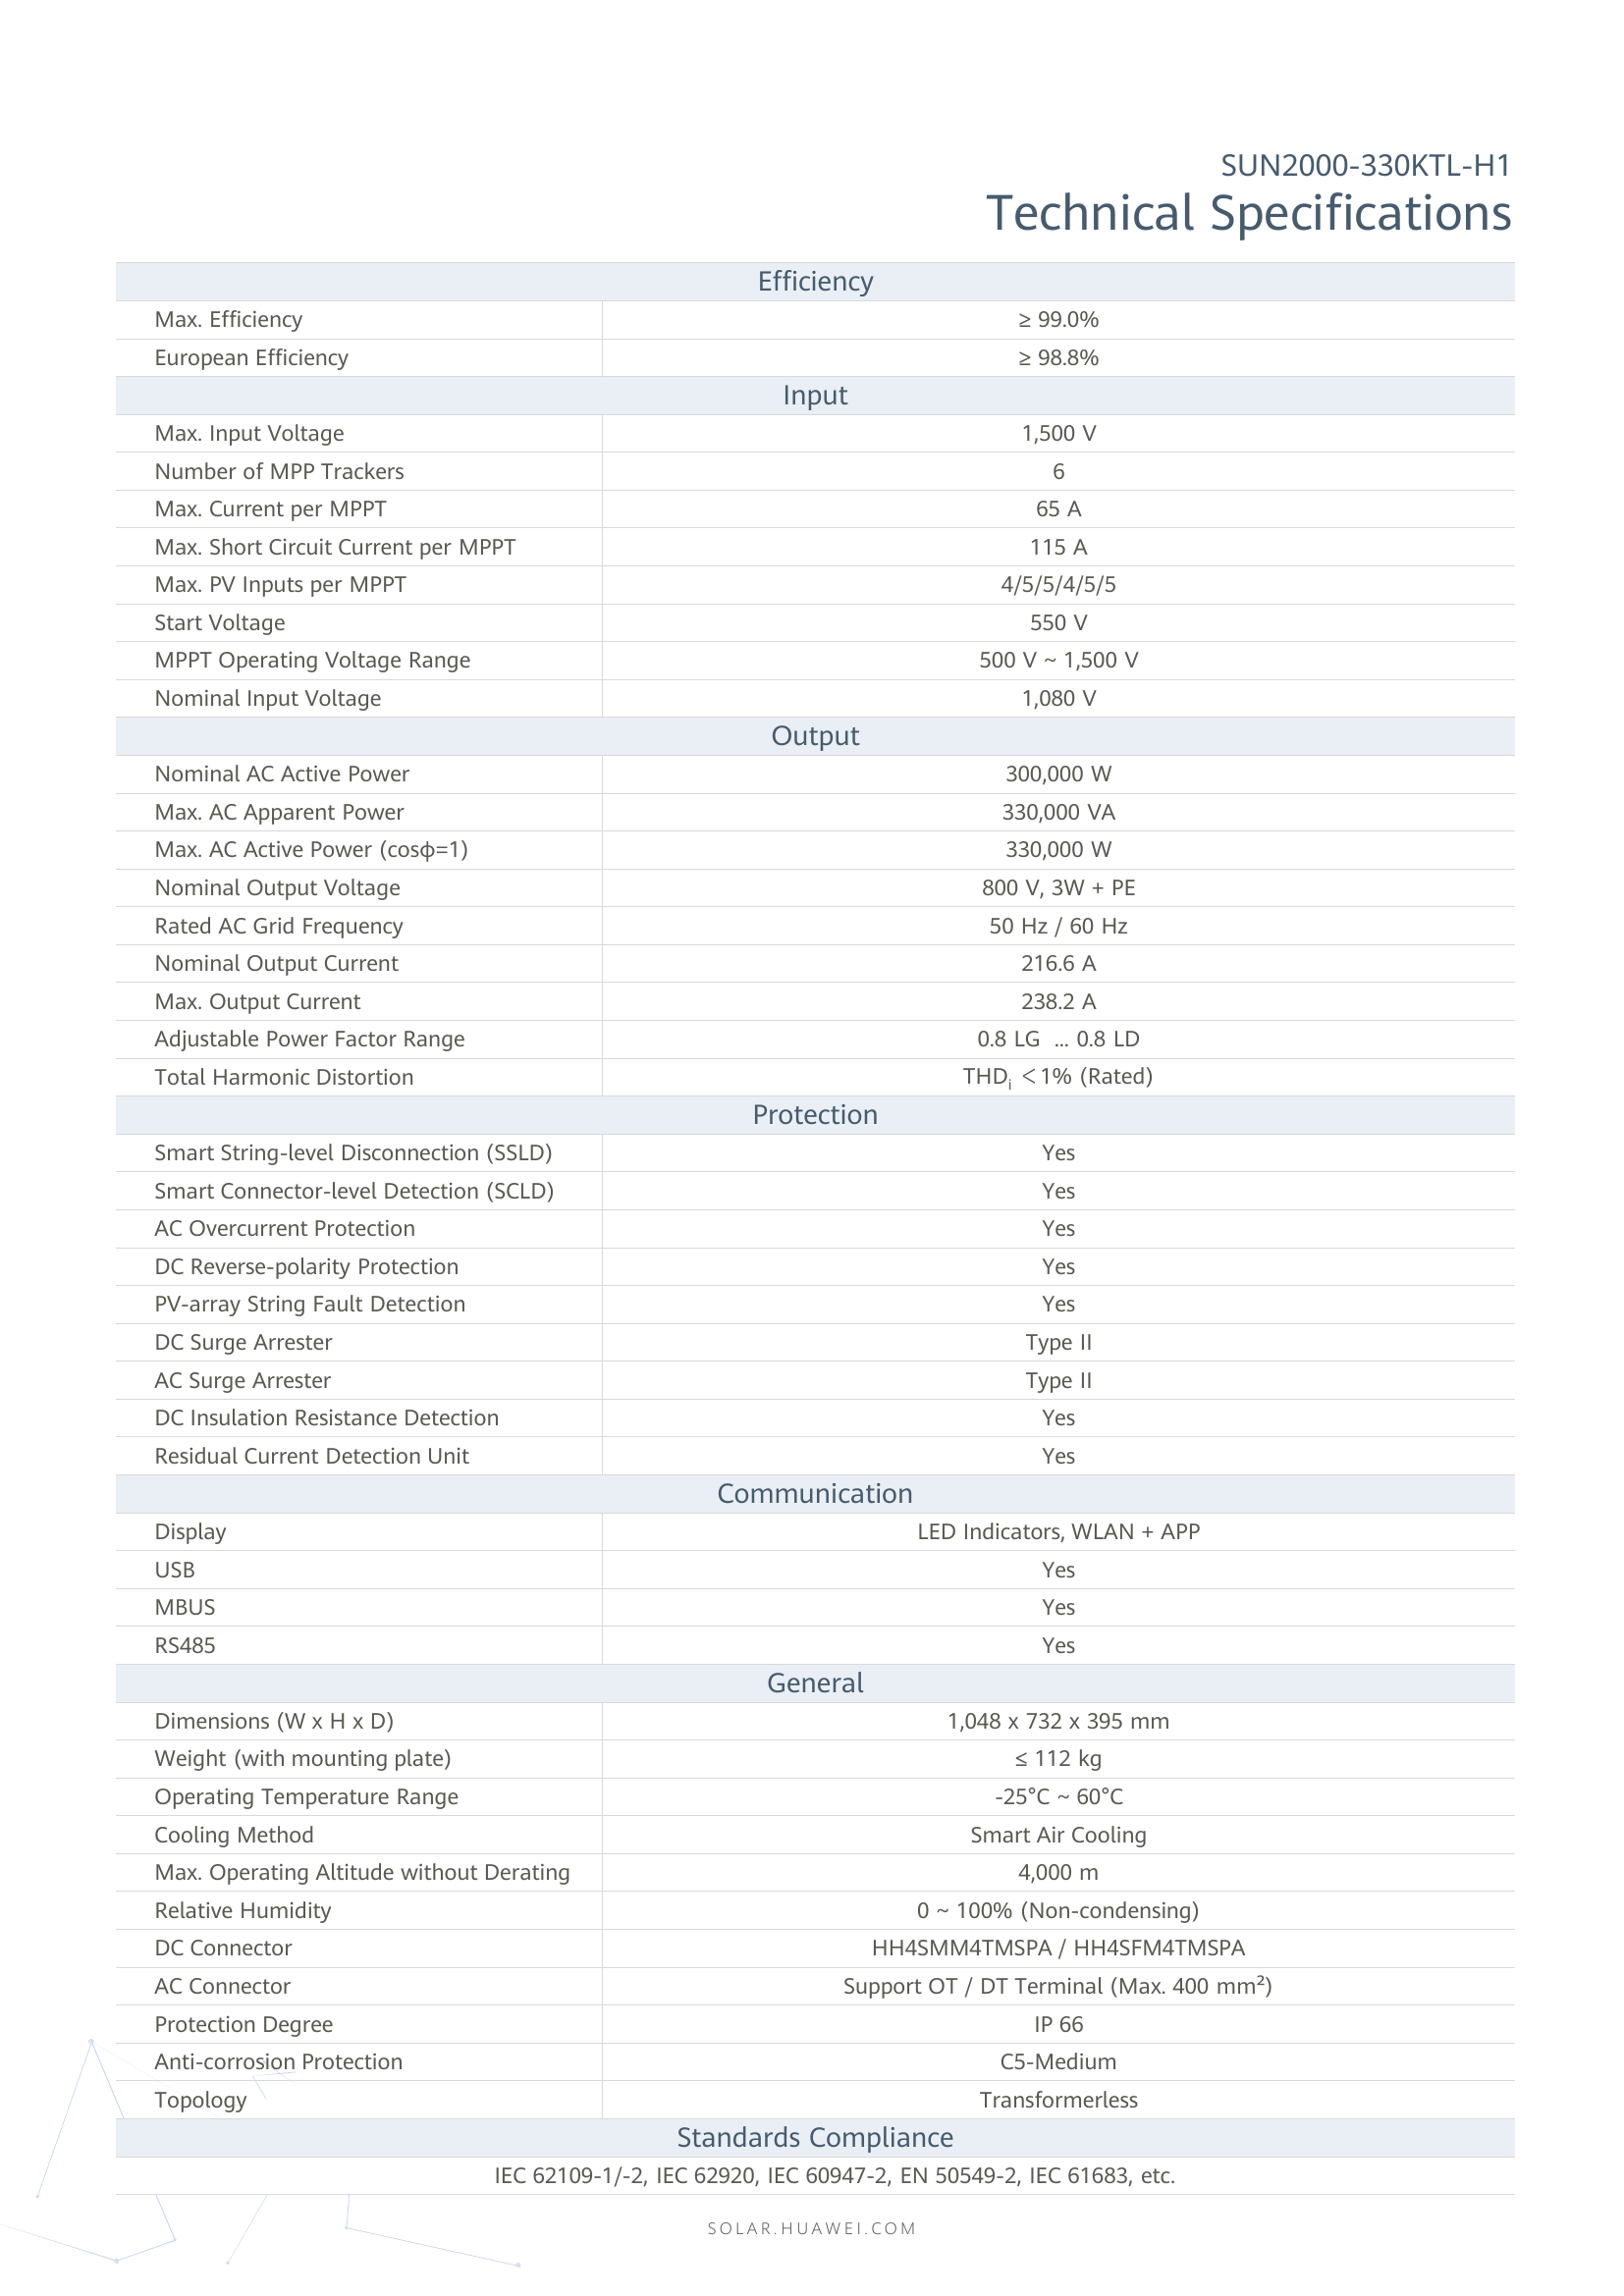 SUN2000-330KTL-H1
Technical Specifications
Efficiency
Max. Efficiency ≥ 99.0%
European Efficiency ≥ 98.8%
Input
Max. Input Voltage 1,500 V
Number of MPP Trackers 6
Max. Current per MPPT 65 A
Max. Short Circuit Current per MPPT 115 A
Max. PV Inputs per MPPT 4/5/5/4/5/5
Start Voltage 550 V
MPPT Operating Voltage Range 500 V ~ 1,500 V
Nominal Input Voltage 1,080 V
Output
Nominal AC Active Power 300,000 W
Max. AC Apparent Power 330,000 VA
Max. AC Active Power (cosϕ=1) 330,000 W
Nominal Output Voltage 800 V, 3W + PE
Rated AC Grid Frequency 50 Hz / 60 Hz
Nominal Output Current 216.6 A
Max. Output Current 238.2 A
Adjustable Power Factor Range 0.8 LG ... 0.8 LD
Total Harmonic Distortion THDi ＜1% (Rated)
Protection
Smart String-level Disconnection (SSLD) Yes
Smart Connector-level Detection (SCLD) Yes
AC Overcurrent Protection Yes
DC Reverse-polarity Protection Yes
PV-array String Fault Detection Yes
DC Surge Arrester Type II
AC Surge Arrester Type II
DC Insulation Resistance Detection Yes
Residual Current Detection Unit Yes
Communication
Display LED Indicators, WLAN + APP
USB Yes
MBUS Yes
RS485 Yes
General
Dimensions (W x H x D) 1,048 x 732 x 395 mm
Weight (with mounting plate) ≤ 112 kg
Operating Temperature Range -25°C ~ 60°C
Cooling Method Smart Air Cooling
Max. Operating Altitude without Derating 4,000 m
Relative Humidity 0 ~ 100% (Non-condensing)
DC Connector HH4SMM4TMSPA / HH4SFM4TMSPA
AC Connector Support OT / DT Terminal (Max. 400 mm²)
Protection Degree IP 66
Anti-corrosion Protection C5-Medium
Topology Transformerless
Standards Compliance
IEC 62109-1/-2, IEC 62920, IEC 60947-2, EN 50549-2, IEC 61683, etc.
SOLAR.HUAWEI.COM